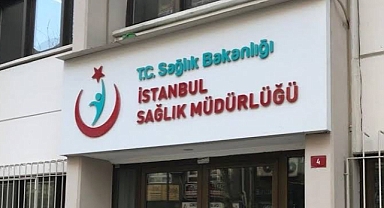 T.C. Sağlık Bakanlığı
İSTANBUL
SAĞLIK MÜDÜRLÜĞÜ
4